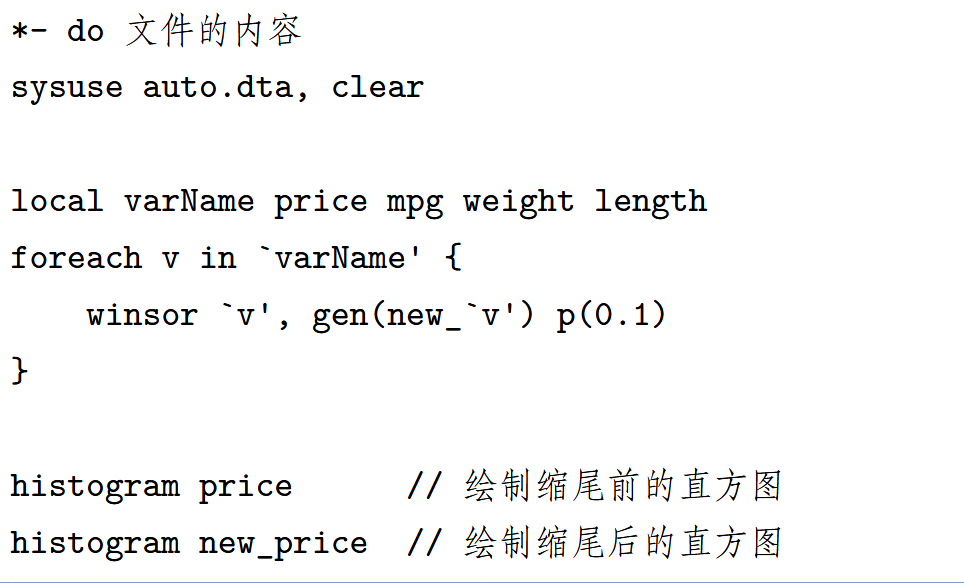 *- do 文件的内容
sysuse auto.dta, clear
local varName price mpg weight length
foreach v in `varName' {
    winsor `v', gen(new_`v') p(0.1)
}
histogram price      // 绘制缩尾前的直方图
histogram new_price  // 绘制缩尾后的直方图